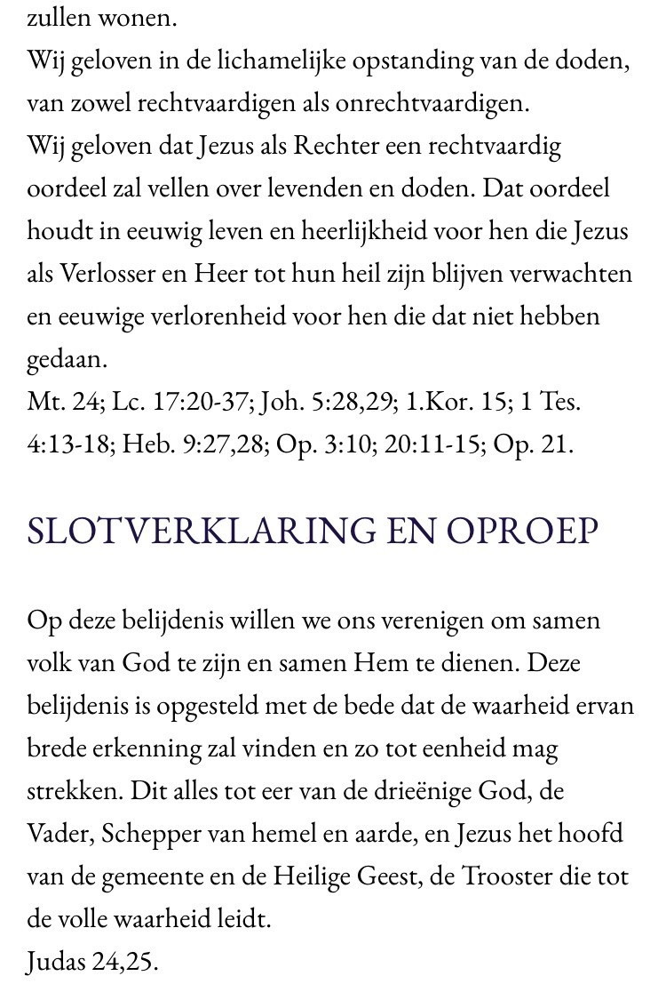 zullen wonen.
Wij geloven in de lichamelijke opstanding van de doden,
van zowel rechtvaardigen als onrechtvaardigen.
Wij geloven dat Jezus als Rechter een rechtvaardig
oordeel zal vellen over levenden en doden. Dat oordeel
houdt in eeuwig leven en heerlijkheid voor hen die Jezus
als Verlosser en Heer tot hun heil zijn blijven verwachten
en eeuwige verlorenheid voor hen die dat niet hebben
gedaan.
Mt. 24; Lc. 17:20-37; Joh. 5:28,29; 1.Kor. 15; 1 Tes.
4:13-18; Heb. 9:27,28; Op. 3:10; 20:11-15; Op. 21.
SLOTVERKLARING EN OPROEP
Op deze belijdenis willen we ons verenigen om samen
volk van God te zijn en samen Hem te dienen. Deze
belijdenis is opgesteld met de bede dat de waarheid ervan
brede erkenning zal vinden en zo tot eenheid mag
strekken. Dit alles tot eer van de drieënige God, de
Vader, Schepper van hemel en aarde, en Jezus het hoofd
van de gemeente en de Heilige Geest, de Trooster die tot
de volle waarheid leidt.
Judas 24,25.